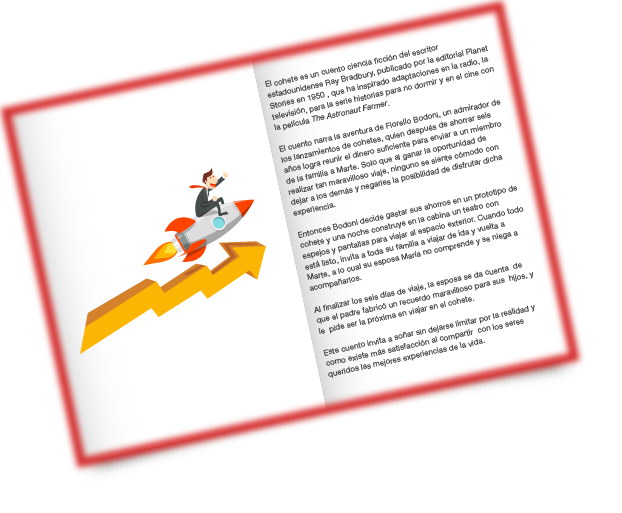 El cohete es un cuento ciencia ficción del escritor
estadounidense Ray Bradbury, publicado por la editorial Planet
Stories en 1950 , que ha inspirado adaptaciones en la radio, la
televisión, para la serie historias para no dormir y en el cine con
la película The Astronaut Farmer.
El cuento narra la aventura de Fiorello Bodoni, un admirador de
los lanzamientos de cohetes, quien después de ahorrar seis
años logra reunir el dinero suficiente para enviar a un miembro
de la familia a Marte. Solo que al ganar la oportunidad de
realizar tan maravilloso viaje, ninguno se siente cómodo con
dejar a los demás y negarles la posibilidad de disfrutar dicha
experiencia.
Entonces Bodoni decide gastar sus ahorros en un prototipo de
cohete y una noche construye en la cabina un teatro con
espejos y pantallas para viajar al espacio exterior. Cuando todo
está listo, invita a toda su familia a viajar de ida y vuelta a
Marte, a lo cual su esposa María no comprende y se niega a
acompañarlos.
Al finalizar los seis días de viaje, la esposa se da cuenta de
que el padre fabricó un recuerdo maravilloso para sus hijos, y
le pide ser la próxima en viajar en el cohete.
Este cuento invita a soñar sin dejarse limitar por la realidad y
como existe más satisfacción al compartir con los seres
queridos las mejores experiencias de la vida.